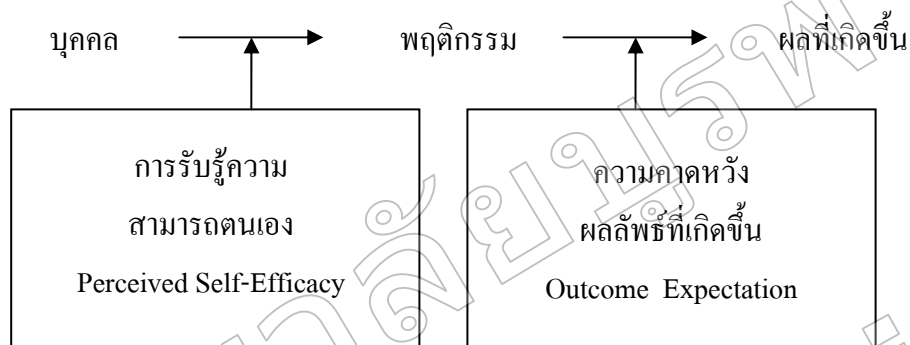 บุคคล พฤติกรรม ผลที่เกิดขึ้น
การรับรู้ความ
สามารถตนเอง
Perceived Self-Efficacy
ความคาดหวัง
ผลลัพธ์ที่เกิดขึ้น
Outcome Expectation